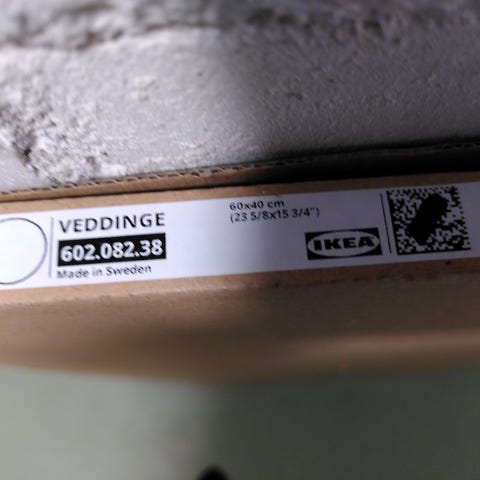 VEDDINGE
602.082.38
Made in Sweden
60x40 cm
(23 5/8x15 3/4")
IKEA